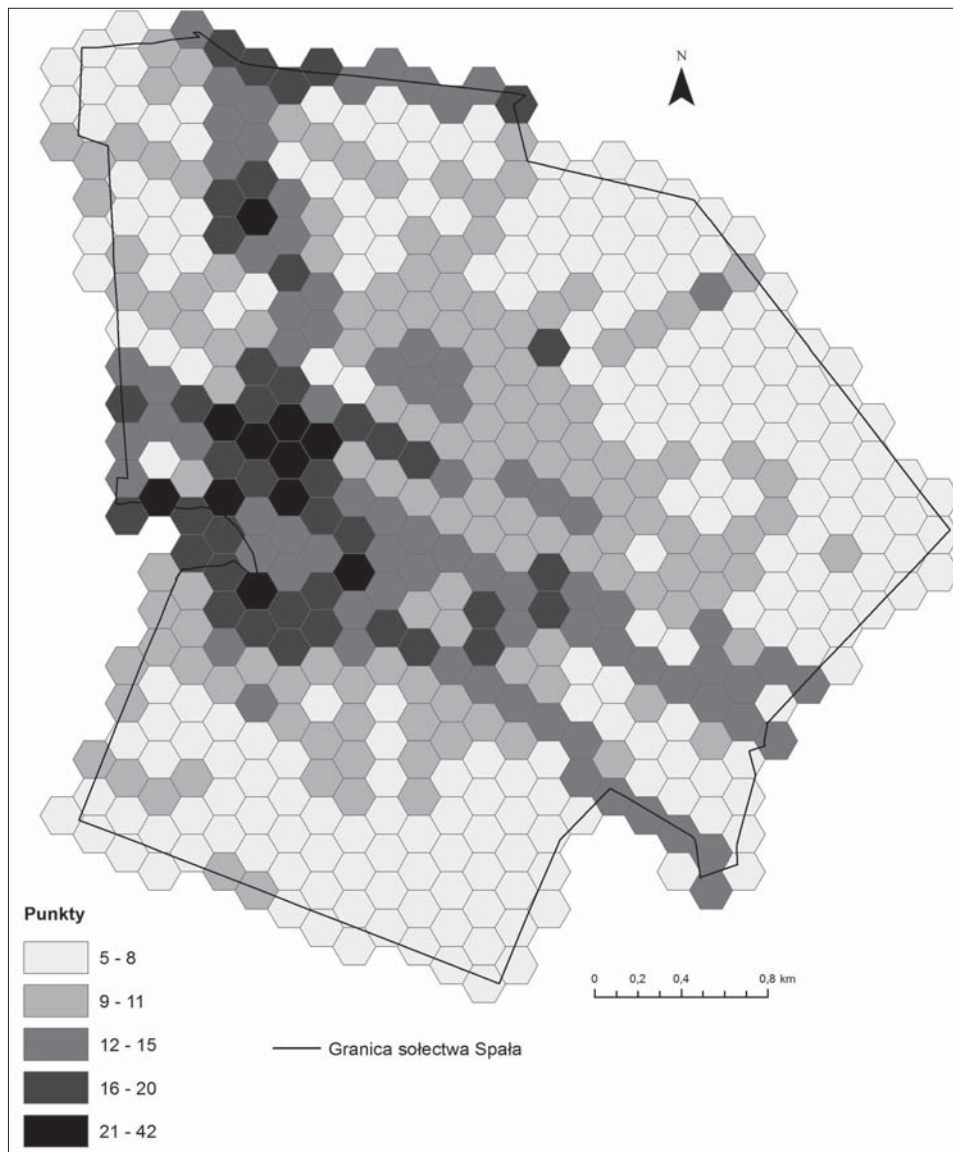 N
Punkty
5 - 8
9 - 11
12 - 15
16 - 20
21 - 42
0 0,2 0,4 0,8 km
Granica sołectwa Spała